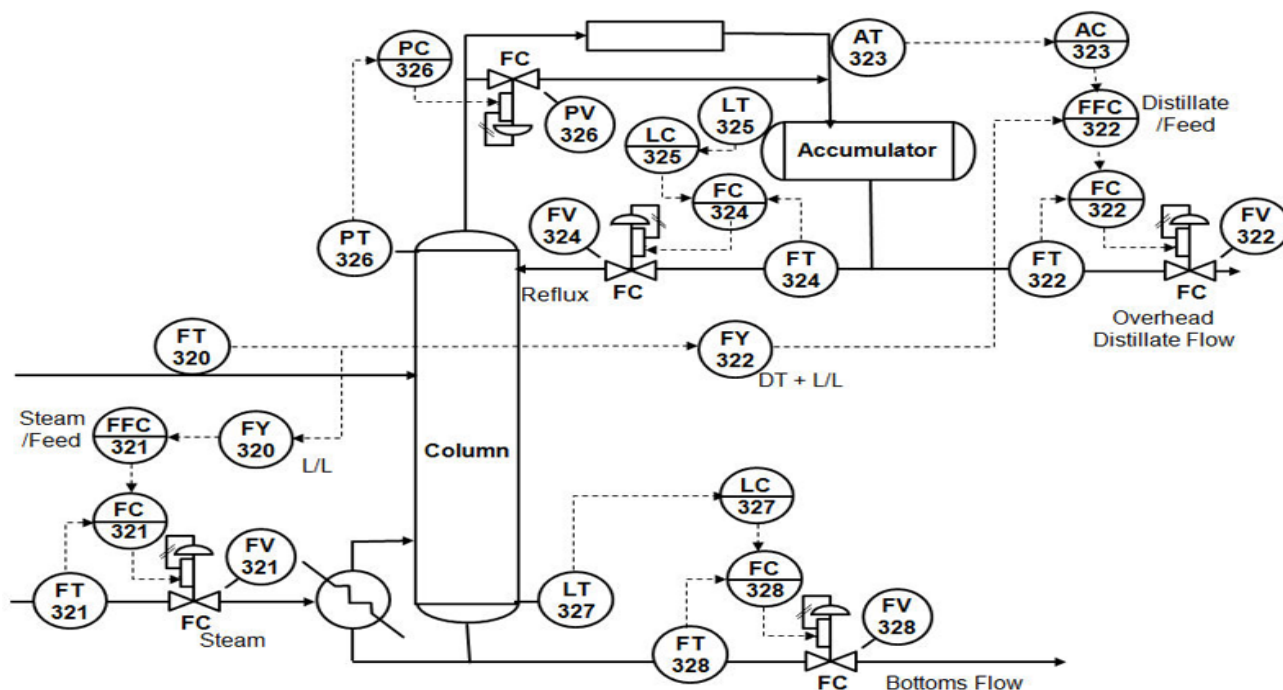 PC
326
FC
PV
326
AT
323
AC
323
FFC
322
Distillate
/Feed
LT
325
LC
325
Accumulator
FC
324
FC
322
PT
326
FV
324
FV
322
FT
324
FT
322
Reflux
FC
FC
Overhead
Distillate Flow
FT
320
FY
322
DT + L/L
Steam
/Feed
FFC
321
FY
320
L/L
Column
FC
321
LC
327
FV
321
FT
321
FC
Steam
LT
327
FC
328
FV
328
FT
328
FC
Bottoms Flow